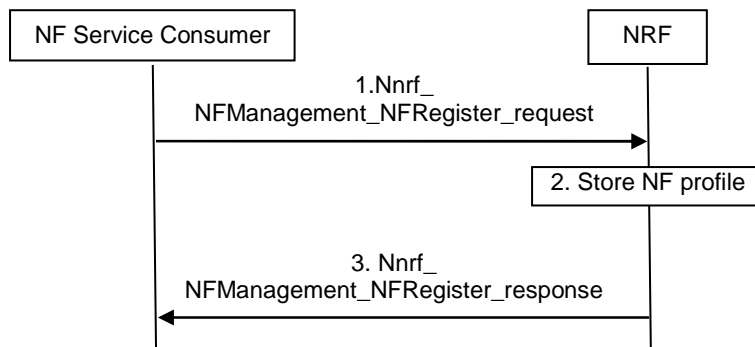 NF Service Consumer
NRF
1.Nnrf_
NFManagement_NFRegister_request
2. Store NF profile
3. Nnrf_
NFManagement_NFRegister_response